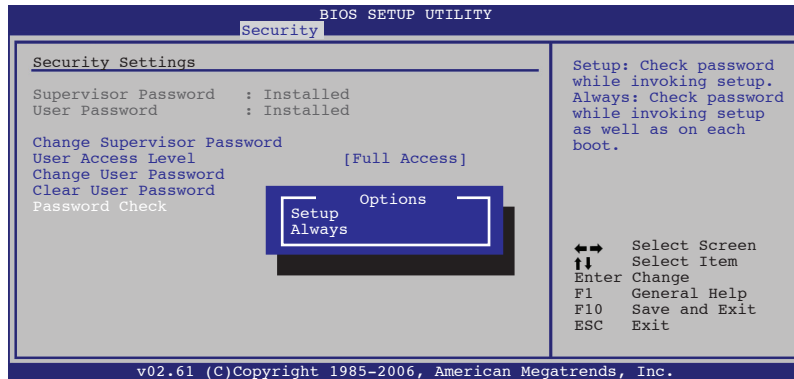 BIOS SETUP UTILITY
Security
Security Settings
Supervisor Password : Installed
User Password : Installed
Change Supervisor Password
User Access Level [Full Access]
Change User Password
Clear User Password
Password Check
Options
Setup
Always
Setup: Check password
while invoking setup.
Always: Check password
while invoking setup
as well as on each
boot.
←→ Select Screen
↑↓ Select Item
Enter Change
F1 General Help
F10 Save and Exit
ESC Exit
v02.61 (C)Copyright 1985-2006, American Megatrends, Inc.